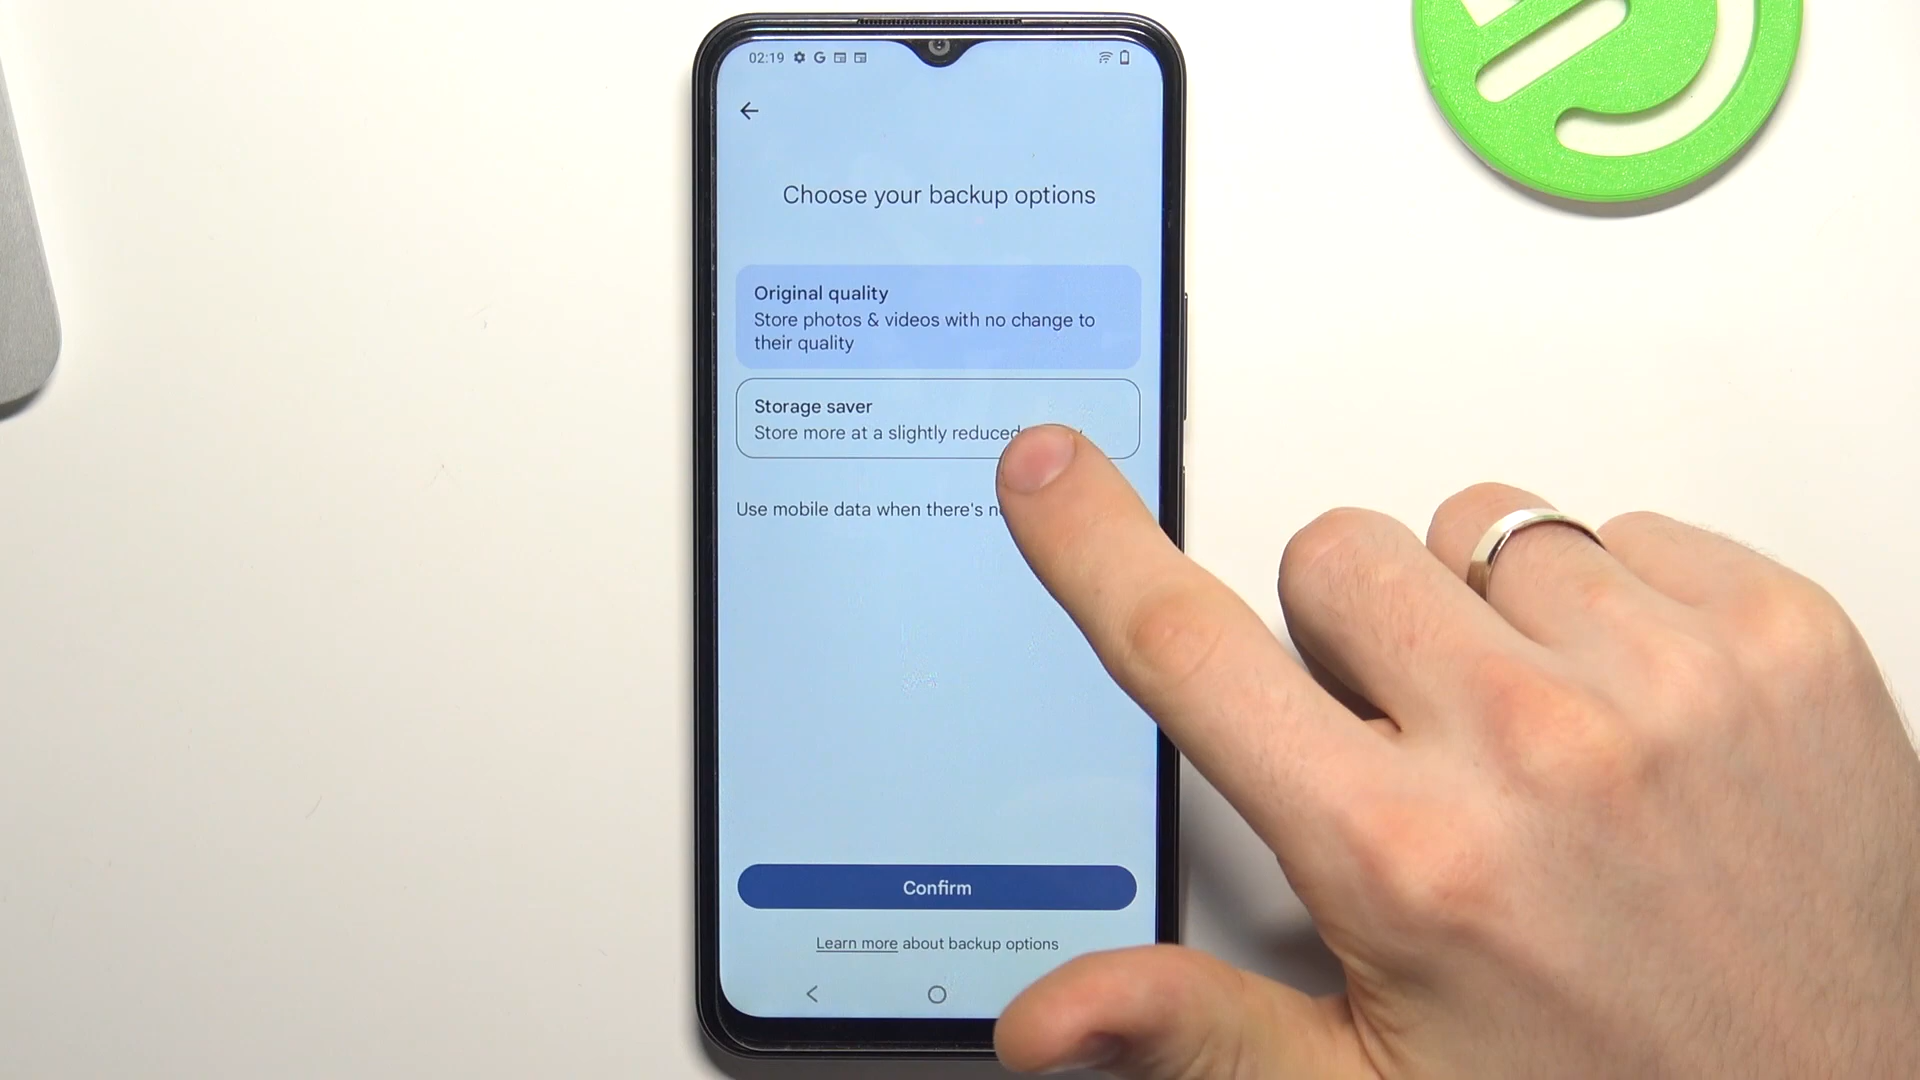 02:19
Choose your backup options
Original quality
Store photos & videos with no change to
their quality
Storage saver
Store more at a slightly reduced
Use mobile data when there's
Confirm
Learn more about backup options